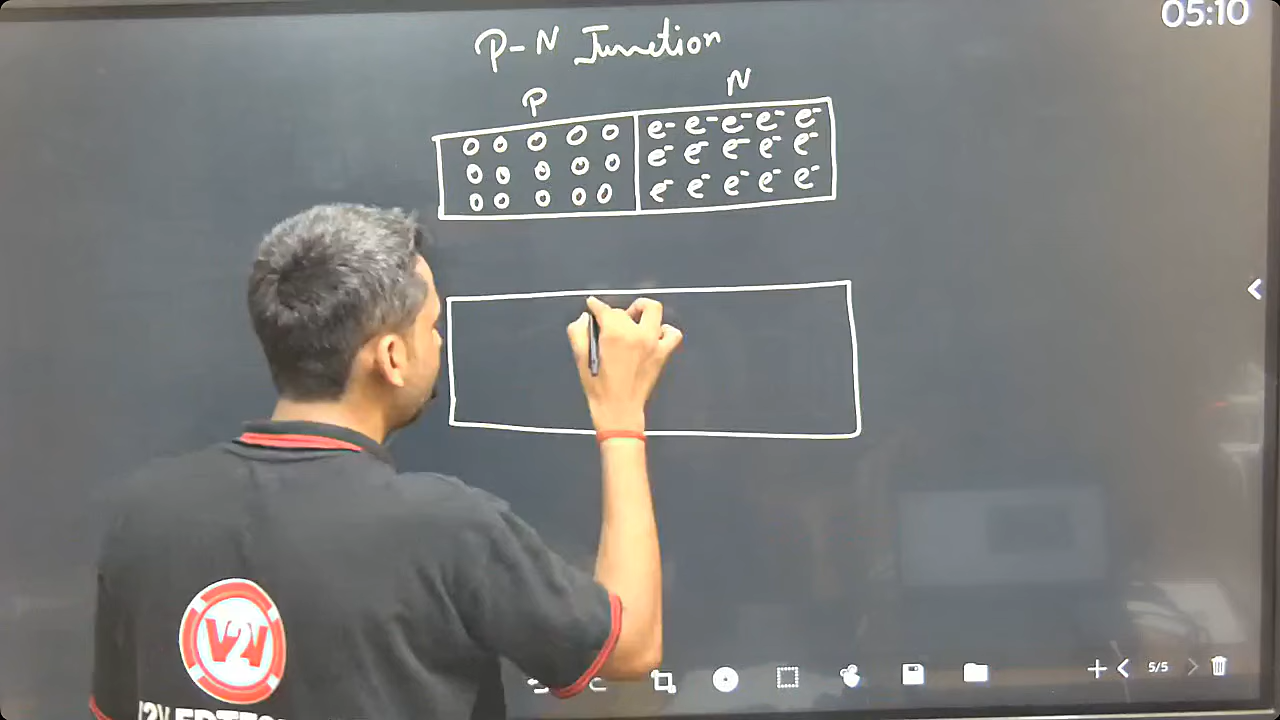 05:10
P-N Junction
P N
o o o o o e⁻ e⁻ e⁻ e⁻ e⁻
o o o o o e⁻ e⁻ e⁻ e⁻ e⁻
o o o o o e⁻ e⁻ e⁻ e⁻ e⁻
V2V
5/5